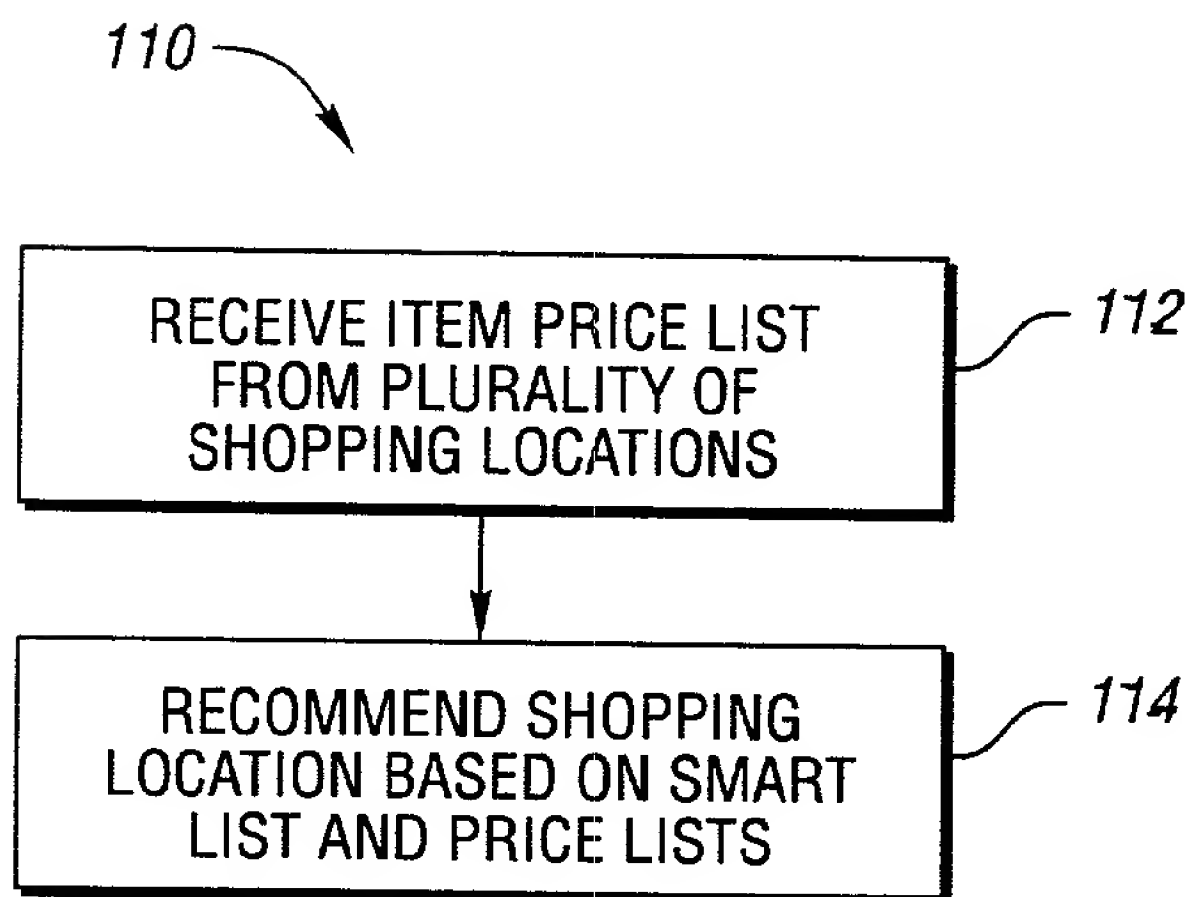 110
RECEIVE ITEM PRICE LIST
FROM PLURALITY OF
SHOPPING LOCATIONS
112
RECOMMEND SHOPPING
LOCATION BASED ON SMART
LIST AND PRICE LISTS
114